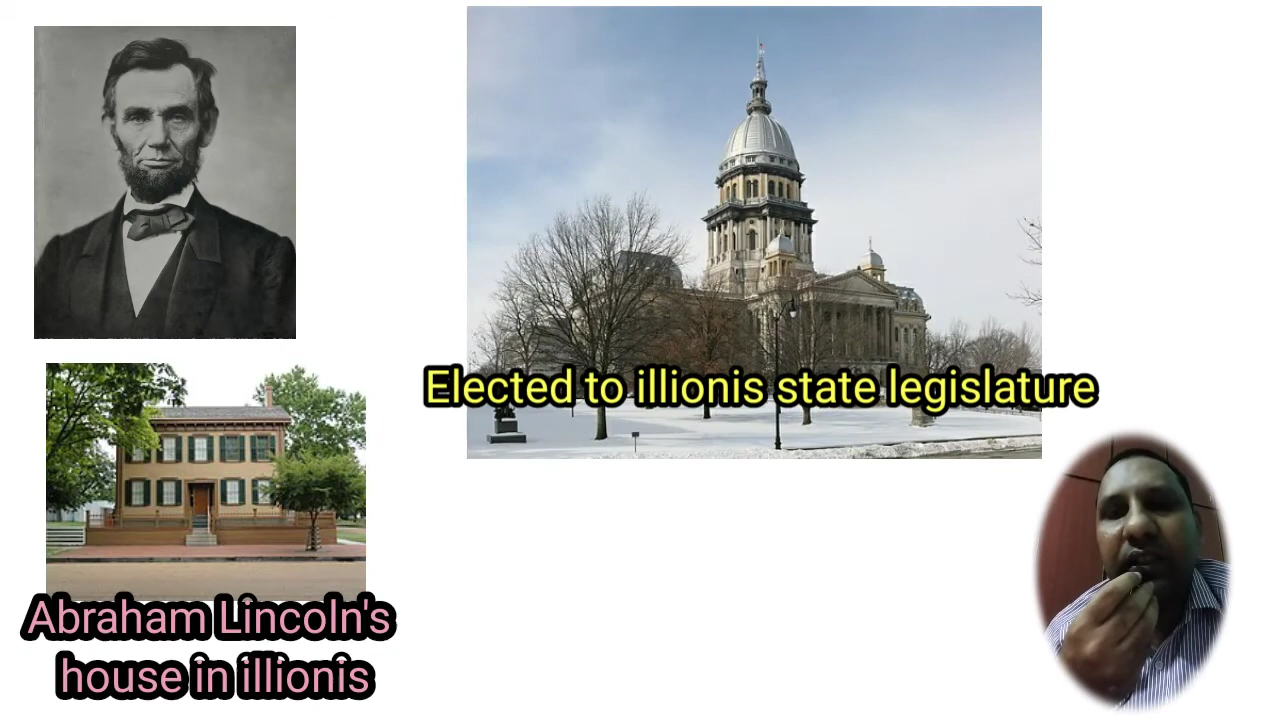 Elected to illionis state legislature
Abraham Lincoln's
house in illionis